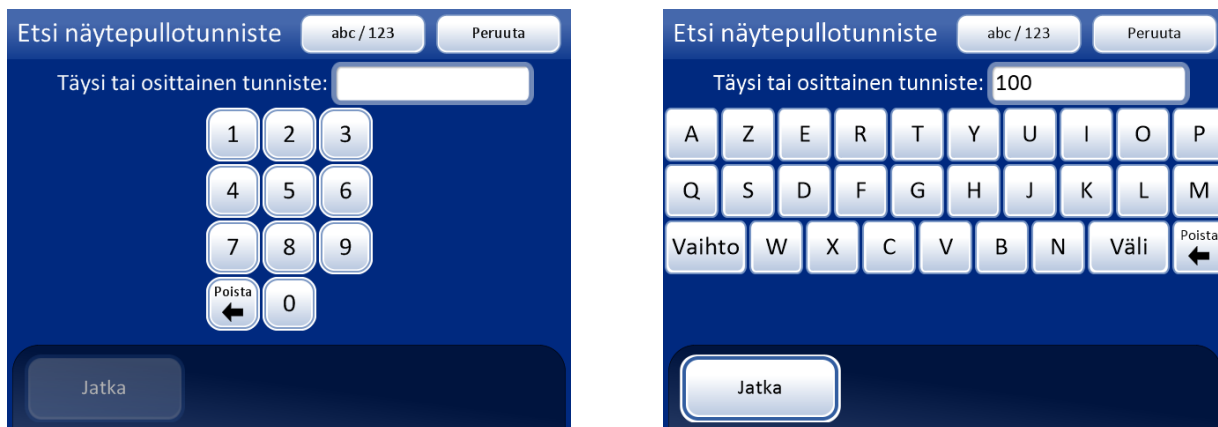 Etsi näytepullotunniste abc / 123 Peruuta
Täysi tai osittainen tunniste:
1 2 3
4 5 6
7 8 9
Poista 0
Jatka
Etsi näytepullotunniste abc / 123 Peruuta
Täysi tai osittainen tunniste: 100
A Z E R T Y U I O P
Q S D F G H J K L M
Vaihto W X C V B N Väli Poista
Jatka